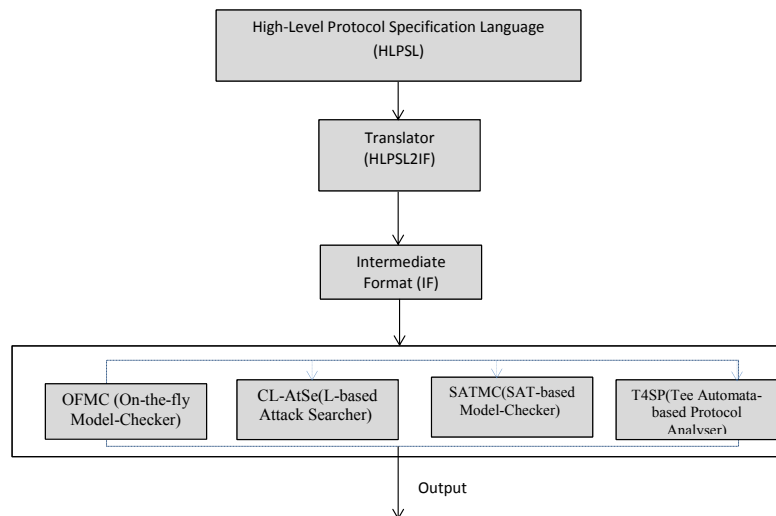 High-Level Protocol Specification Language
(HLPSL)
Translator
(HLPSL2IF)
Intermediate
Format (IF)
OFMC (On-the-fly
Model-Checker)
CL-AtSe(L-based
Attack Searcher)
SATMC(SAT-based
Model-Checker)
T4SP(Tee Automata-
based Protocol
Analyser)
Output